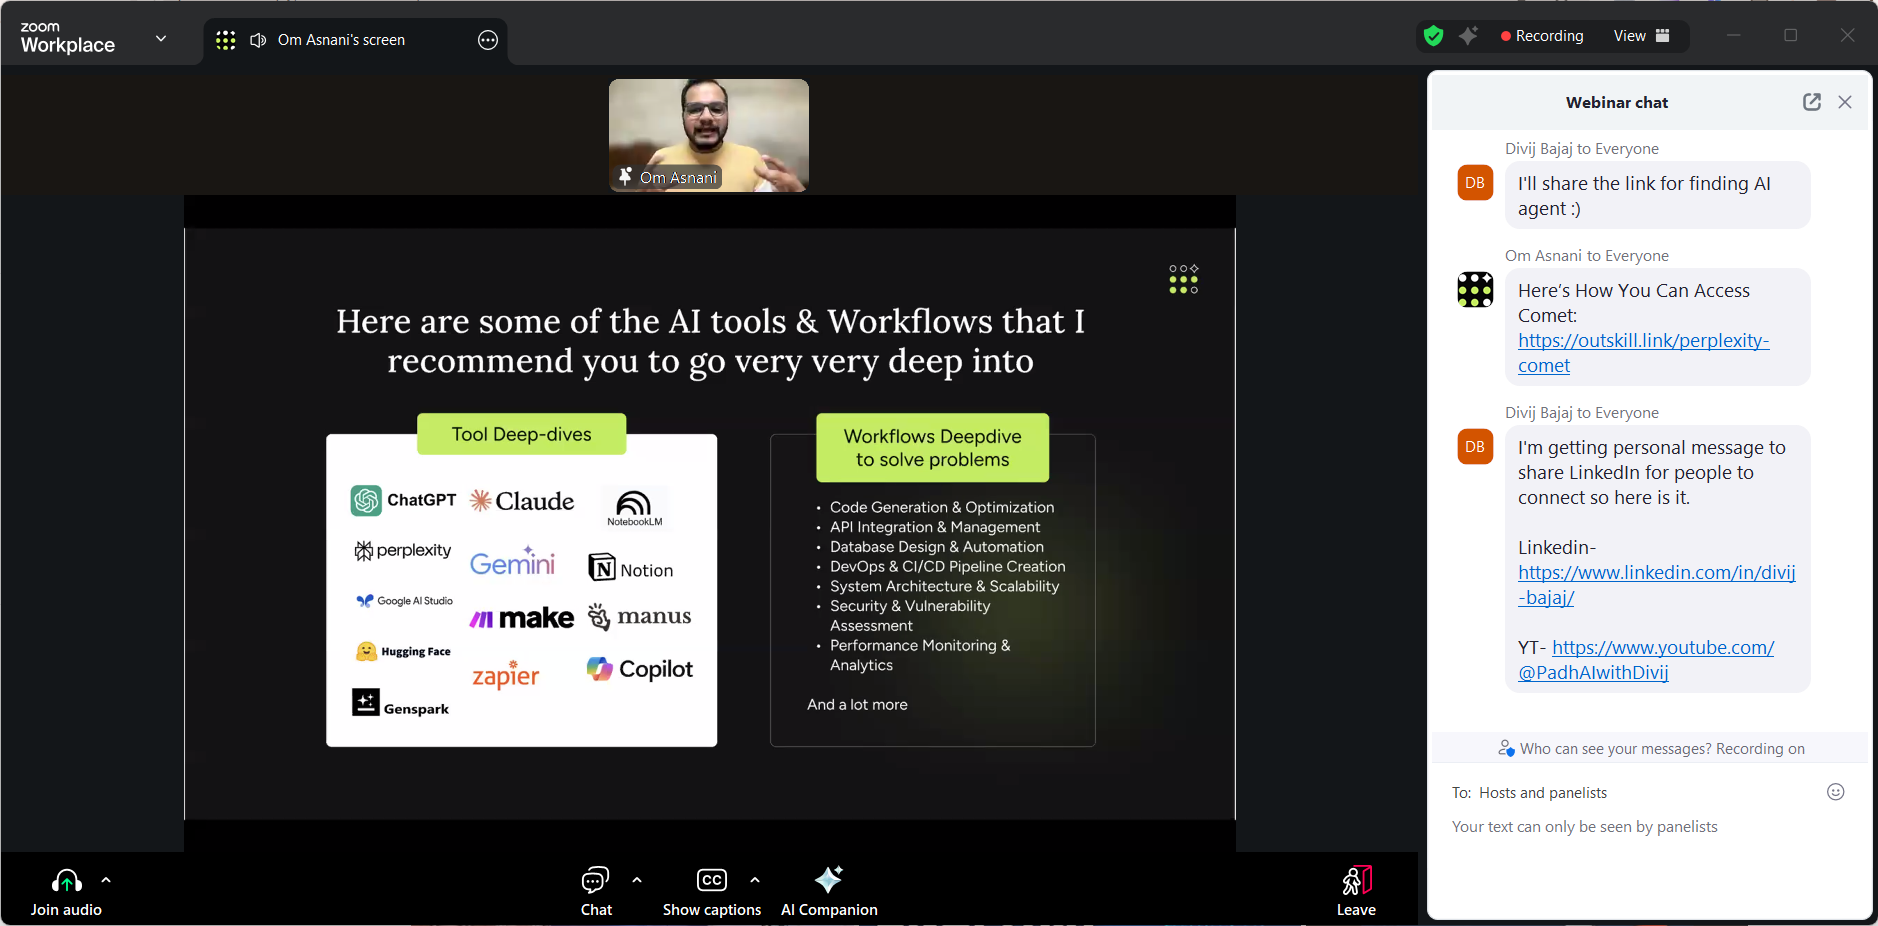 zoom
Workplace
Om Asnani's screen
Recording
View
Om Asnani
Here are some of the AI tools & Workflows that I
recommend you to go very very deep into
Tool Deep-dives
ChatGPT
Claude
NotebookLM
perplexity
Gemini
Notion
Google AI Studio
make
manus
Hugging Face
zapier
Copilot
Genspark
Workflows Deepdive
to solve problems
• Code Generation & Optimization
• API Integration & Management
• Database Design & Automation
• DevOps & CI/CD Pipeline Creation
• System Architecture & Scalability
• Security & Vulnerability
Assessment
• Performance Monitoring &
Analytics
And a lot more
Join audio
Chat
CC
Show captions
AI Companion
Leave
Webinar chat
Divij Bajaj to Everyone
DB
I'll share the link for finding AI
agent :)
Om Asnani to Everyone
Here's How You Can Access
Comet:
https://outskill.link/perplexity-
comet
Divij Bajaj to Everyone
DB
I'm getting personal message to
share LinkedIn for people to
connect so here is it.
Linkedin-
https://www.linkedin.com/in/divij
-bajaj/
YT- https://www.youtube.com/
@PadhAIwithDivij
Who can see your messages? Recording on
To: Hosts and panelists
Your text can only be seen by panelists